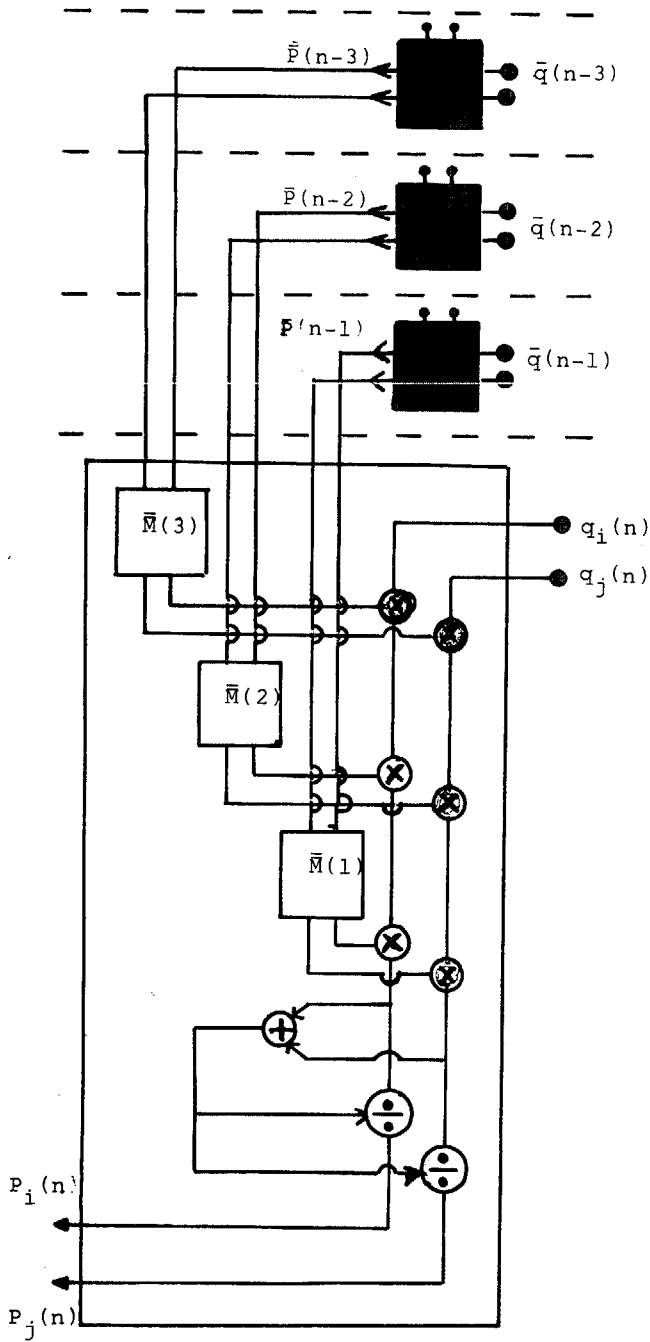 P̄(n-3)
q̄(n-3)
P̄(n-2)
q̄(n-2)
P̄(n-1)
q̄(n-1)
M̿(3)
q_i(n)
q_j(n)
M̿(2)
M̿(1)
+
P_i(n)
P_j(n)